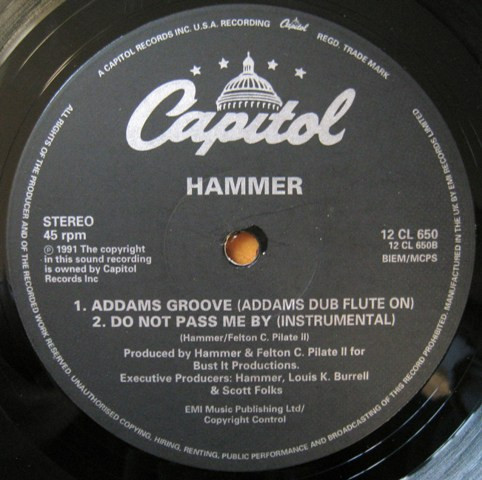 A CAPITOL RECORDS INC. U.S.A. RECORDING Capitol REGD. TRADE MARK
Capitol
HAMMER
STEREO
45 rpm
℗ 1991 The copyright
in this sound recording
is owned by Capitol
Records Inc
12 CL 650
12 CL 650B
BIEM/MCPS
1. ADDAMS GROOVE (ADDAMS DUB FLUTE ON)
2. DO NOT PASS ME BY (INSTRUMENTAL)
(Hammer/Felton C. Pilate II)
Produced by Hammer & Felton C. Pilate II for
Bust It Productions.
Executive Producers: Hammer, Louis K. Burrell
& Scott Folks
EMI Music Publishing Ltd/
Copyright Control
ALL RIGHTS OF THE PRODUCER AND OF THE OWNER OF THE RECORDED WORK RESERVED. UNAUTHORISED COPYING, HIRING, RENTING, PUBLIC PERFORMANCE AND BROADCASTING OF THIS RECORD PROHIBITED. MANUFACTURED IN THE UK BY EMI RECORDS LIMITED